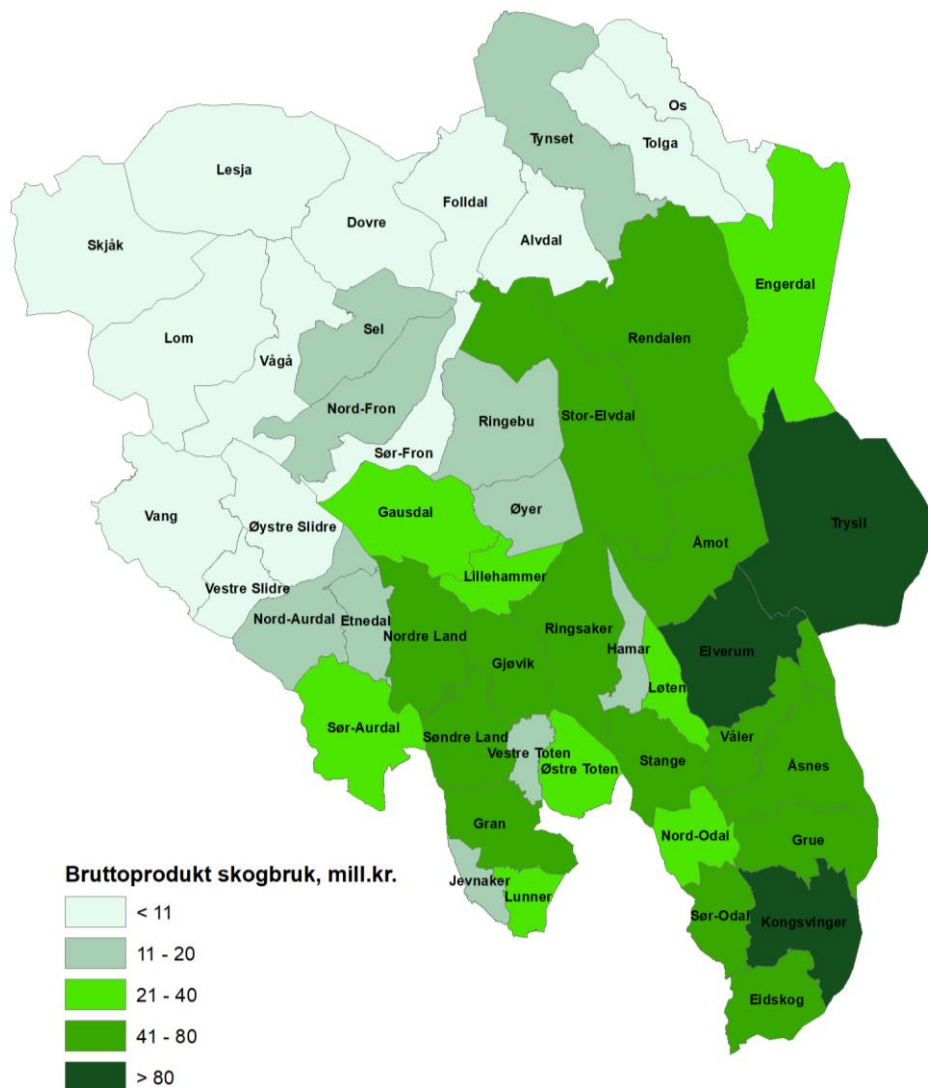 Os
Tynset
Tolga
Lesja
Folldal
Dovre
Alvdal
Skjåk
Engerdal
Sel
Rendalen
Lom
Vågå
Nord-Fron
Stor-Elvdal
Ringebu
Sør-Fron
Øyer
Gausdal
Vang
Trysil
Øystre Slidre
Åmot
Lillehammer
Vestre Slidre
Nord-Aurdal
Etnedal
Ringsaker
Nordre Land
Hamar
Elverum
Gjøvik
Løten
Sør-Aurdal
Søndre Land
Våler
Vestre Toten
Stange
Østre Toten
Åsnes
Gran
Nord-Odal
Grue
Bruttoprodukt skogbruk, mill.kr.
Jevnaker
Lunner
< 11
Sør-Odal
Kongsvinger
11 - 20
21 - 40
Eidskog
41 - 80
> 80